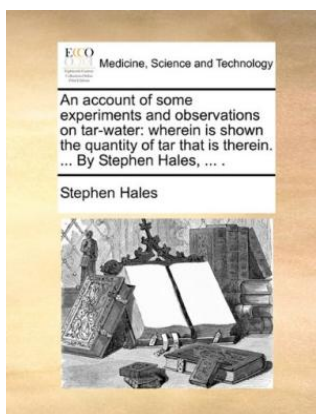 ECCO
Medicine, Science and Technology
An account of some
experiments and observations
on tar-water: wherein is shown
the quantity of tar that is therein.
... By Stephen Hales, ... .
Stephen Hales